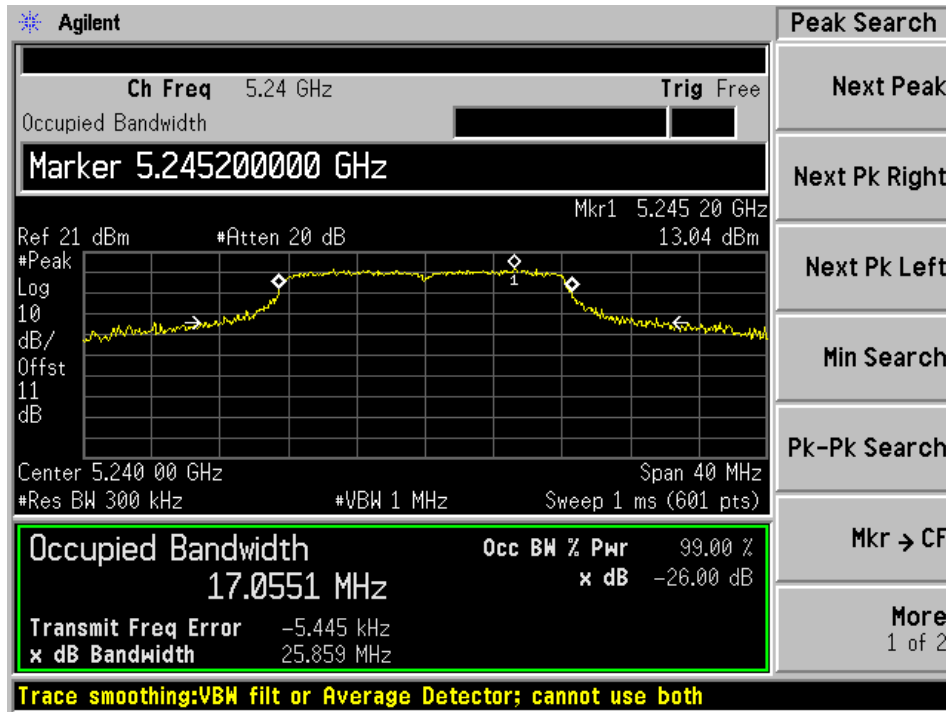 Agilent
Peak Search
Ch Freq 5.24 GHz Trig Free
Occupied Bandwidth
Marker 5.245200000 GHz
Mkr1 5.245 20 GHz
Ref 21 dBm #Atten 20 dB 13.04 dBm
#Peak
Log
10
dB/
Offst
11
dB
1
Center 5.240 00 GHz Span 40 MHz
#Res BW 300 kHz #VBW 1 MHz Sweep 1 ms (601 pts)
Occupied Bandwidth Occ BW % Pwr 99.00 %
17.0551 MHz x dB -26.00 dB
Transmit Freq Error -5.445 kHz
x dB Bandwidth 25.859 MHz
Trace smoothing:VBW filt or Average Detector; cannot use both
Next Peak
Next Pk Right
Next Pk Left
Min Search
Pk-Pk Search
Mkr → CF
More
1 of 2